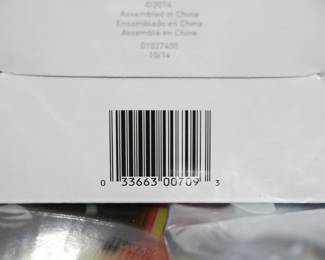 ©2014
Assembled in China
Ensamblado en China
Assemblé en Chine
01027400
10/14
0 33663 00709 3